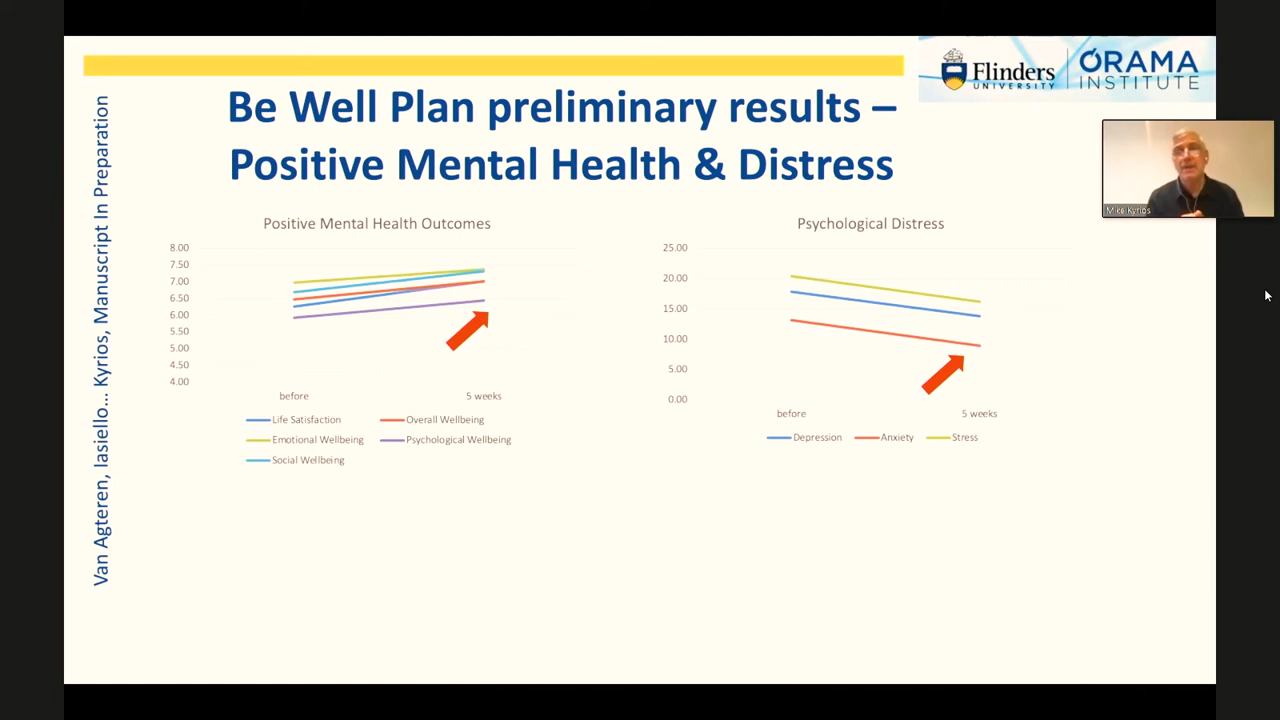 Be Well Plan preliminary results –
Positive Mental Health & Distress
Flinders
UNIVERSITY
ÓRAMA
INSTITUTE
Mike Kyrios
Van Agteren, Iasiello... Kyrios, Manuscript In Preparation
Positive Mental Health Outcomes
8.00
7.50
7.00
6.50
6.00
5.50
5.00
4.50
4.00
before
5 weeks
Life Satisfaction
Overall Wellbeing
Emotional Wellbeing
Psychological Wellbeing
Social Wellbeing
Psychological Distress
25.00
20.00
15.00
10.00
5.00
0.00
before
5 weeks
Depression
Anxiety
Stress